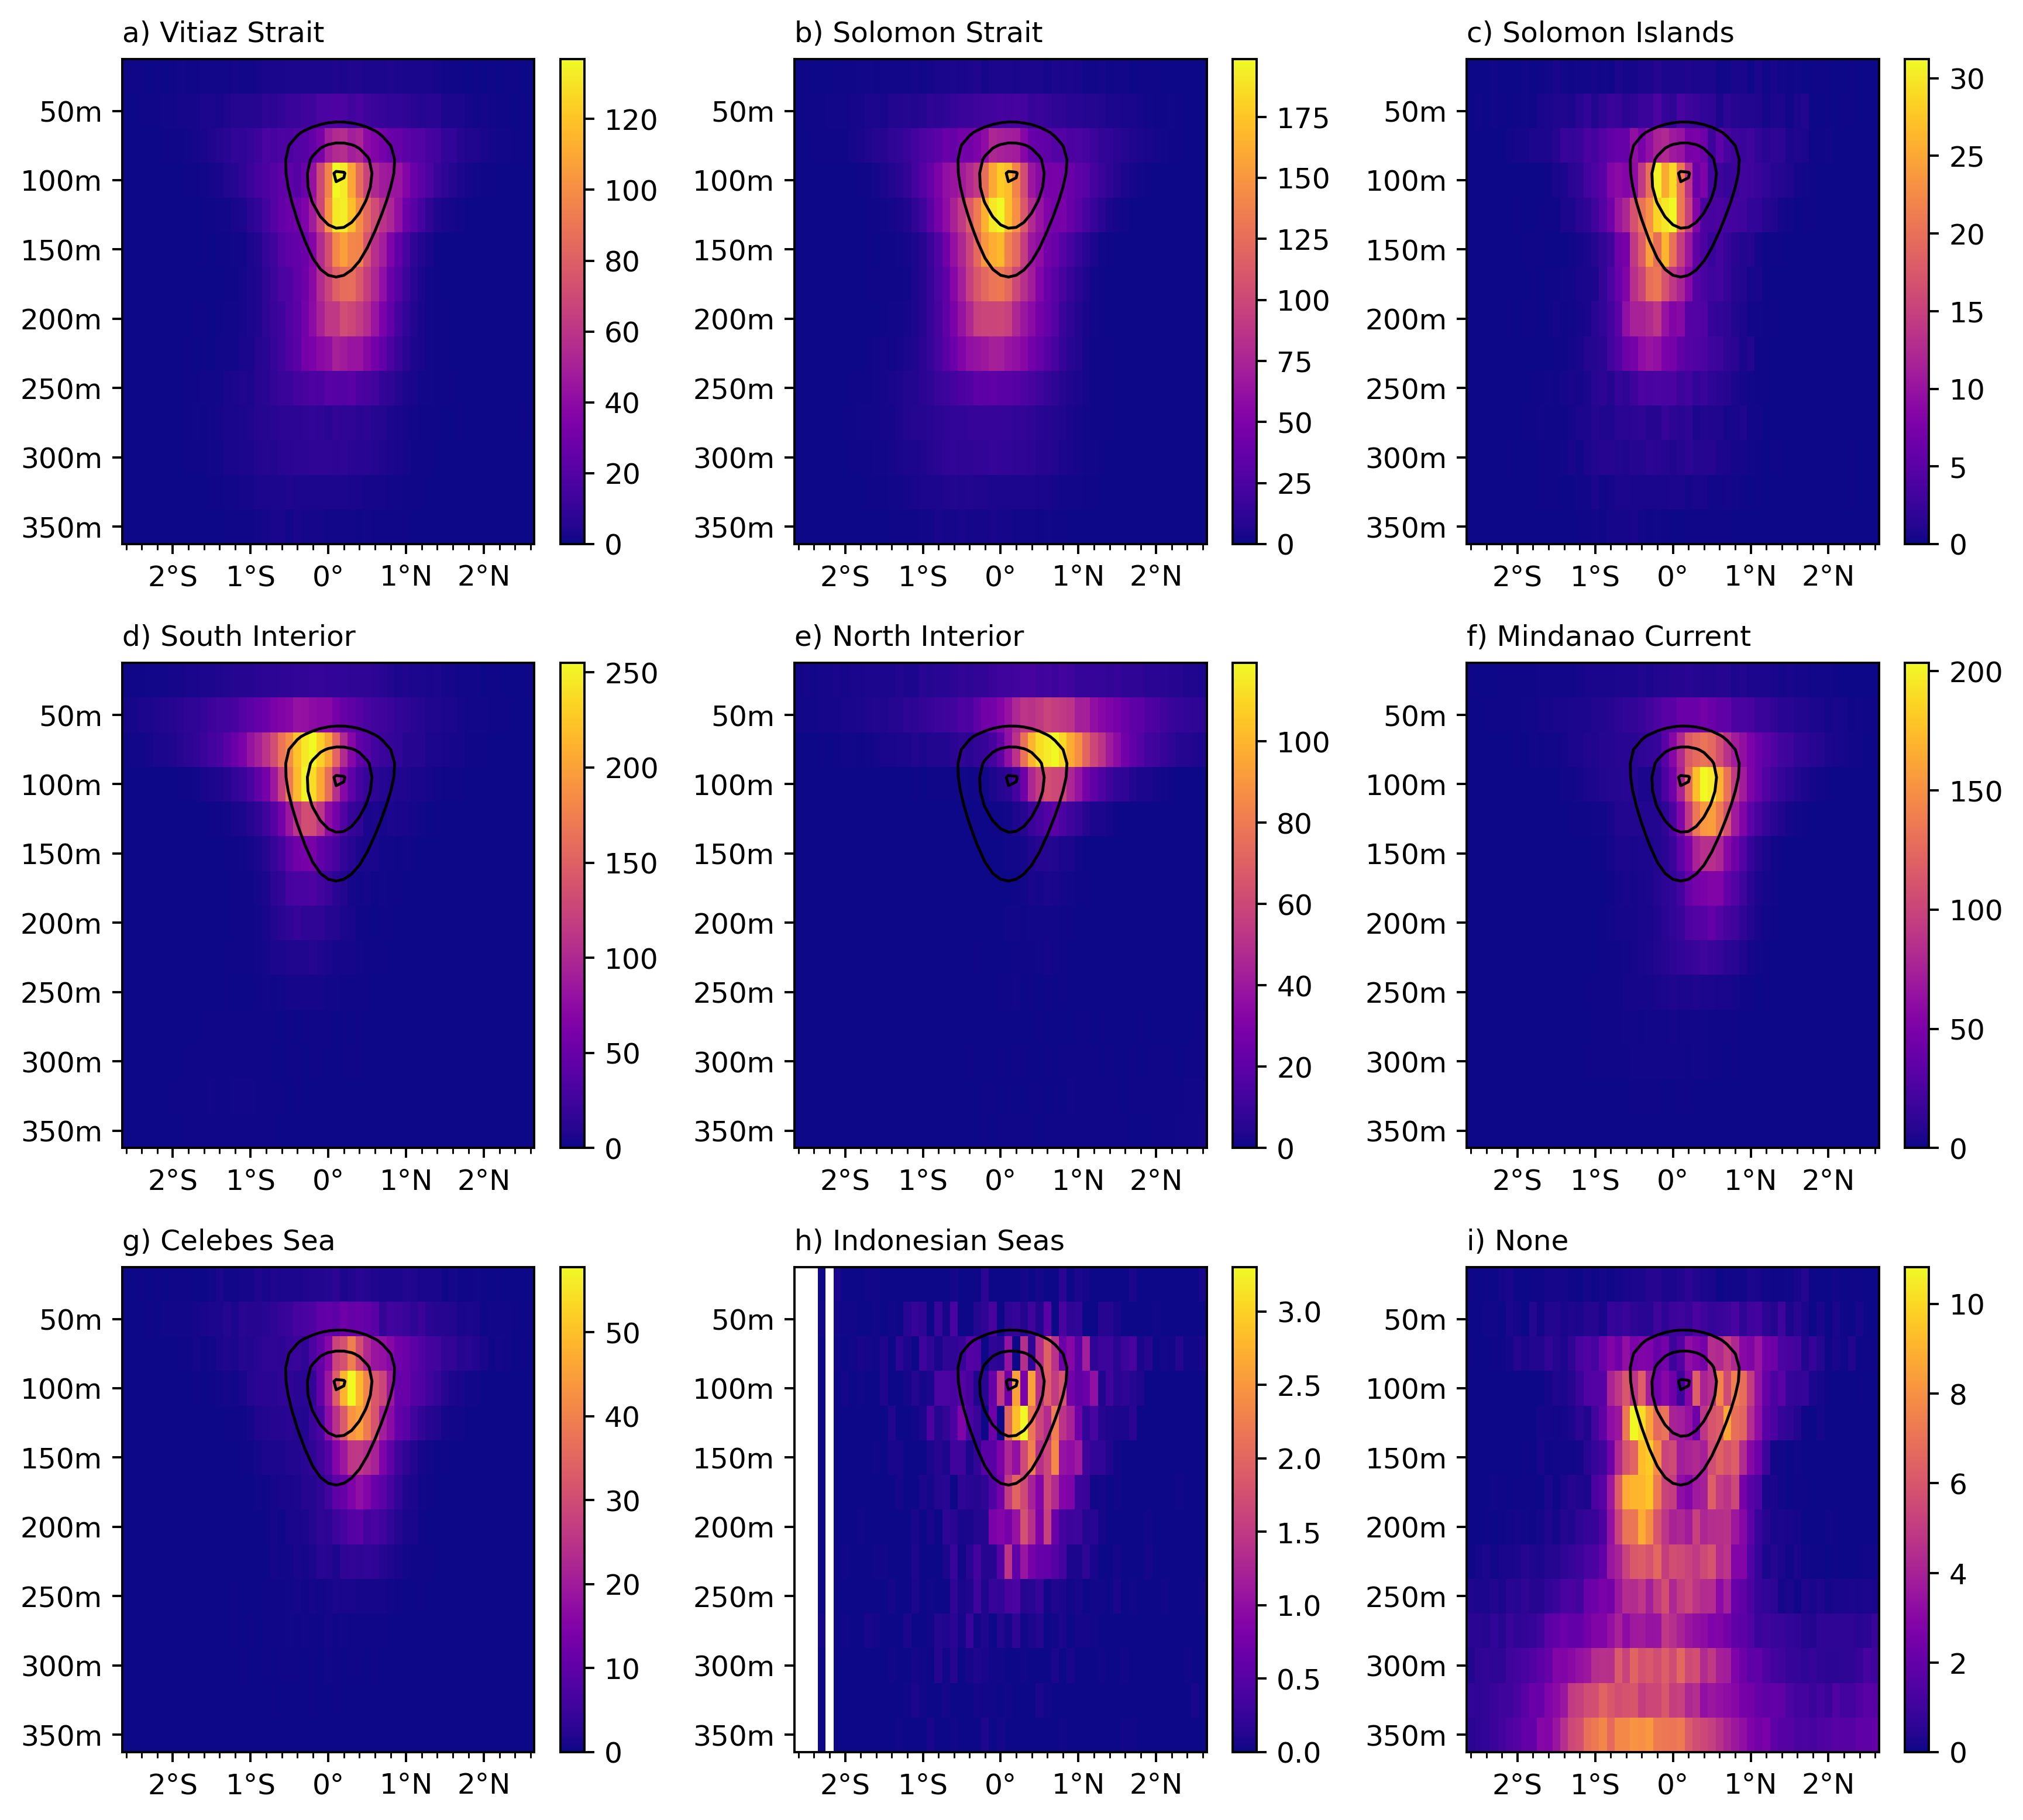 a) Vitiaz Strait
50m
100m
150m
200m
250m
300m
350m
2°S 1°S 0° 1°N 2°N
120
100
80
60
40
20
0
b) Solomon Strait
50m
100m
150m
200m
250m
300m
350m
2°S 1°S 0° 1°N 2°N
175
150
125
100
75
50
25
0
c) Solomon Islands
50m
100m
150m
200m
250m
300m
350m
2°S 1°S 0° 1°N 2°N
30
25
20
15
10
5
0
d) South Interior
50m
100m
150m
200m
250m
300m
350m
2°S 1°S 0° 1°N 2°N
250
200
150
100
50
0
e) North Interior
50m
100m
150m
200m
250m
300m
350m
2°S 1°S 0° 1°N 2°N
100
80
60
40
20
0
f) Mindanao Current
50m
100m
150m
200m
250m
300m
350m
2°S 1°S 0° 1°N 2°N
200
150
100
50
0
g) Celebes Sea
50m
100m
150m
200m
250m
300m
350m
2°S 1°S 0° 1°N 2°N
50
40
30
20
10
0
h) Indonesian Seas
50m
100m
150m
200m
250m
300m
350m
2°S 1°S 0° 1°N 2°N
3.0
2.5
2.0
1.5
1.0
0.5
0.0
i) None
50m
100m
150m
200m
250m
300m
350m
2°S 1°S 0° 1°N 2°N
10
8
6
4
2
0